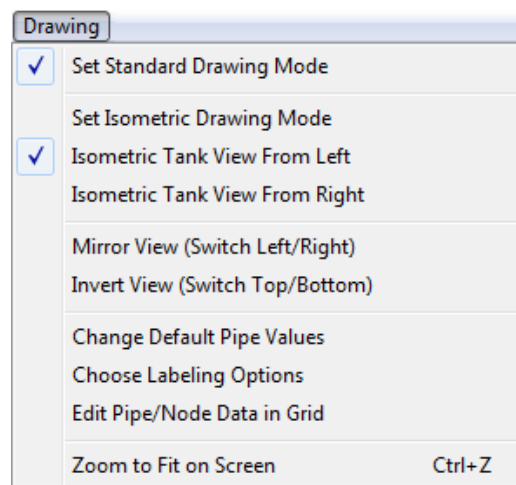 Drawing
Set Standard Drawing Mode
Set Isometric Drawing Mode
Isometric Tank View From Left
Isometric Tank View From Right
Mirror View (Switch Left/Right)
Invert View (Switch Top/Bottom)
Change Default Pipe Values
Choose Labeling Options
Edit Pipe/Node Data in Grid
Zoom to Fit on Screen Ctrl+Z